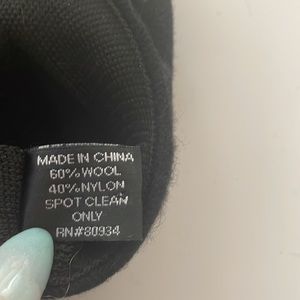 MADE IN CHINA
60% WOOL
40% NYLON
SPOT CLEAN
ONLY
RN#80934